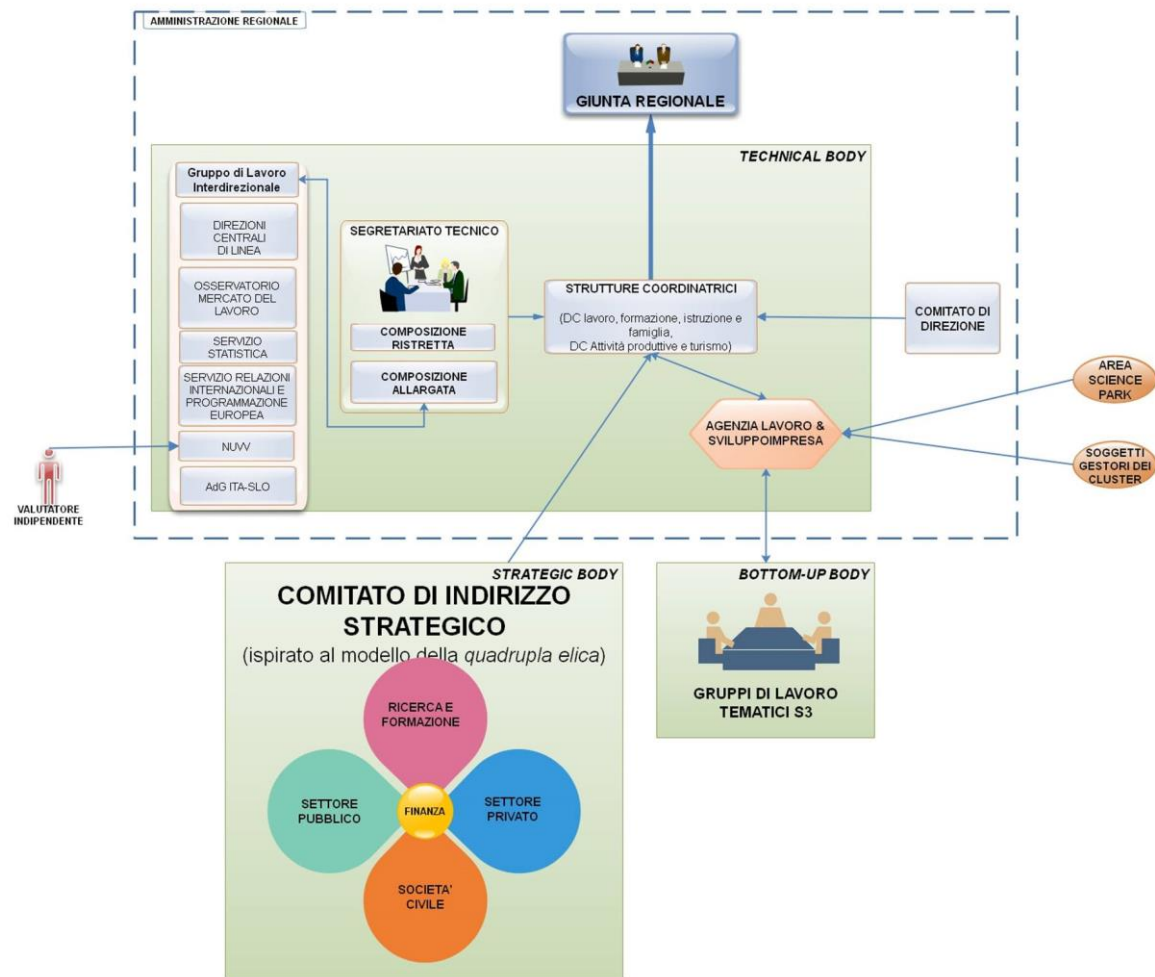 AMMINISTRAZIONE REGIONALE
GIUNTA REGIONALE
TECHNICAL BODY
Gruppo di Lavoro
Interdirezionale
DIREZIONI
CENTRALI
DI LINEA
OSSERVATORIO
MERCATO DEL
LAVORO
SERVIZIO
STATISTICA
SERVIZIO RELAZIONI
INTERNAZIONALI E
PROGRAMMAZIONE
EUROPEA
NUVV
AdG ITA-SLO
SEGRETARIATO TECNICO
COMPOSIZIONE
RISTRETTA
COMPOSIZIONE
ALLARGATA
STRUTTURE COORDINATRICI
(DC lavoro, formazione, istruzione e
famiglia,
DC Attività produttive e turismo)
COMITATO DI
DIREZIONE
AREA
SCIENCE
PARK
AGENZIA LAVORO &
SVILUPPOIMPRESA
SOGGETTI
GESTORI DEI
CLUSTER
VALUTATORE
INDIPENDENTE
STRATEGIC BODY
COMITATO DI INDIRIZZO
STRATEGICO
(ispirato al modello della quadrupla elica)
RICERCA E
FORMAZIONE
SETTORE
PUBBLICO
FINANZA
SETTORE
PRIVATO
SOCIETA'
CIVILE
BOTTOM-UP BODY
GRUPPI DI LAVORO
TEMATICI S3